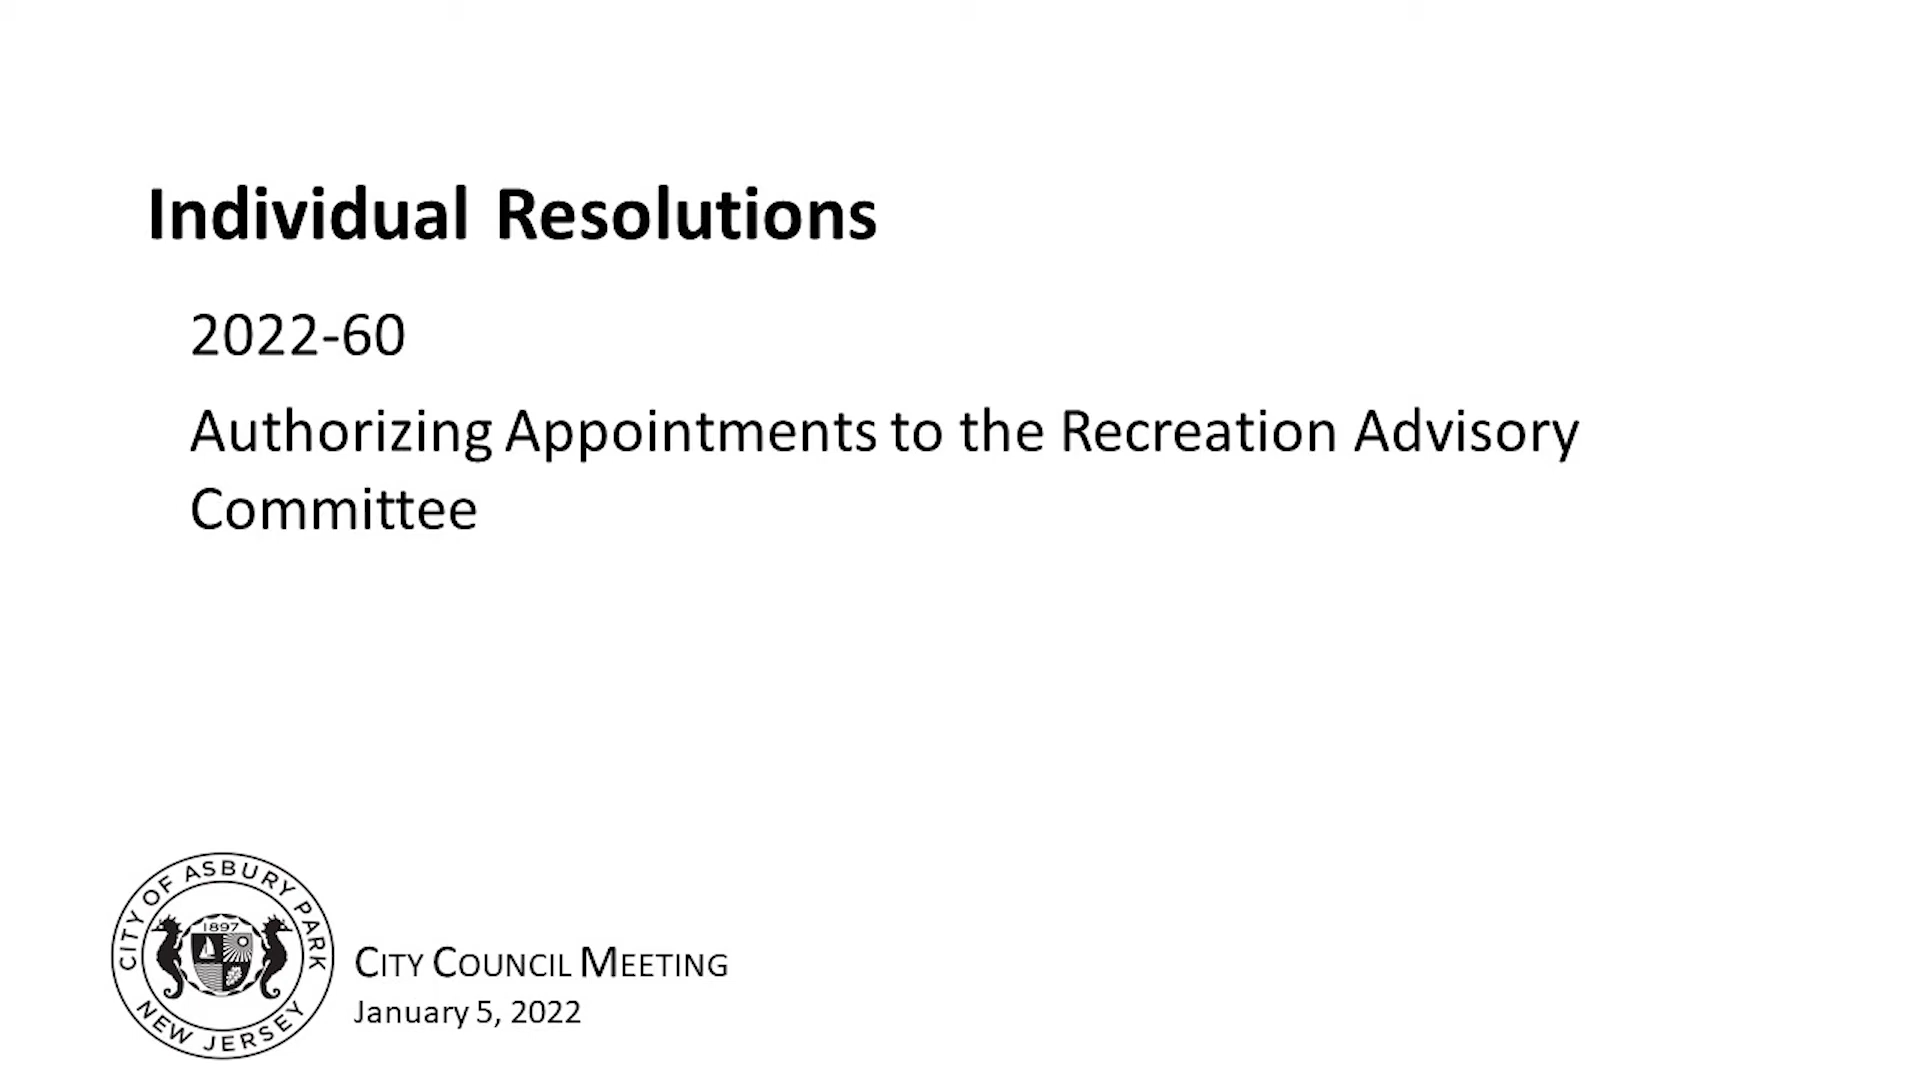 Individual Resolutions
2022-60
Authorizing Appointments to the Recreation Advisory
Committee
CITY OF ASBURY PARK
1897
NEW JERSEY
CITY COUNCIL MEETING
January 5, 2022